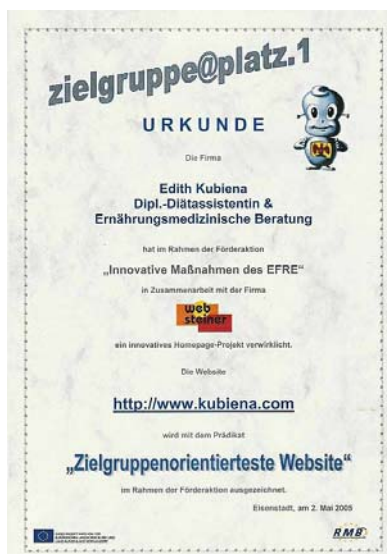 zielgruppe@platz.1
URKUNDE
Die Firma
Edith Kubiena
Dipl.-Diätassistentin &
Ernährungsmedizinische Beratung
hat im Rahmen der Förderaktion
„Innovative Maßnahmen des EFRE“
in Zusammenarbeit mit der Firma
web
steiner
ein innovatives Homepage-Projekt verwirklicht.
Die Website
http://www.kubiena.com
wird mit dem Prädikat
„Zielgruppenorientierteste Website“
im Rahmen der Förderaktion ausgezeichnet.
Eisenstadt, am 2. Mai 2005
RMB